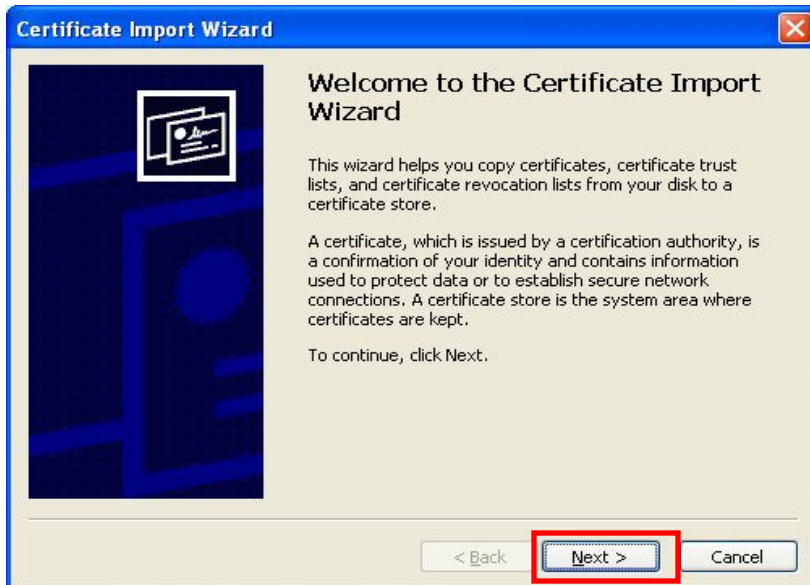 Certificate Import Wizard
Welcome to the Certificate Import
Wizard
This wizard helps you copy certificates, certificate trust
lists, and certificate revocation lists from your disk to a
certificate store.
A certificate, which is issued by a certification authority, is
a confirmation of your identity and contains information
used to protect data or to establish secure network
connections. A certificate store is the system area where
certificates are kept.
To continue, click Next.
< Back Next > Cancel